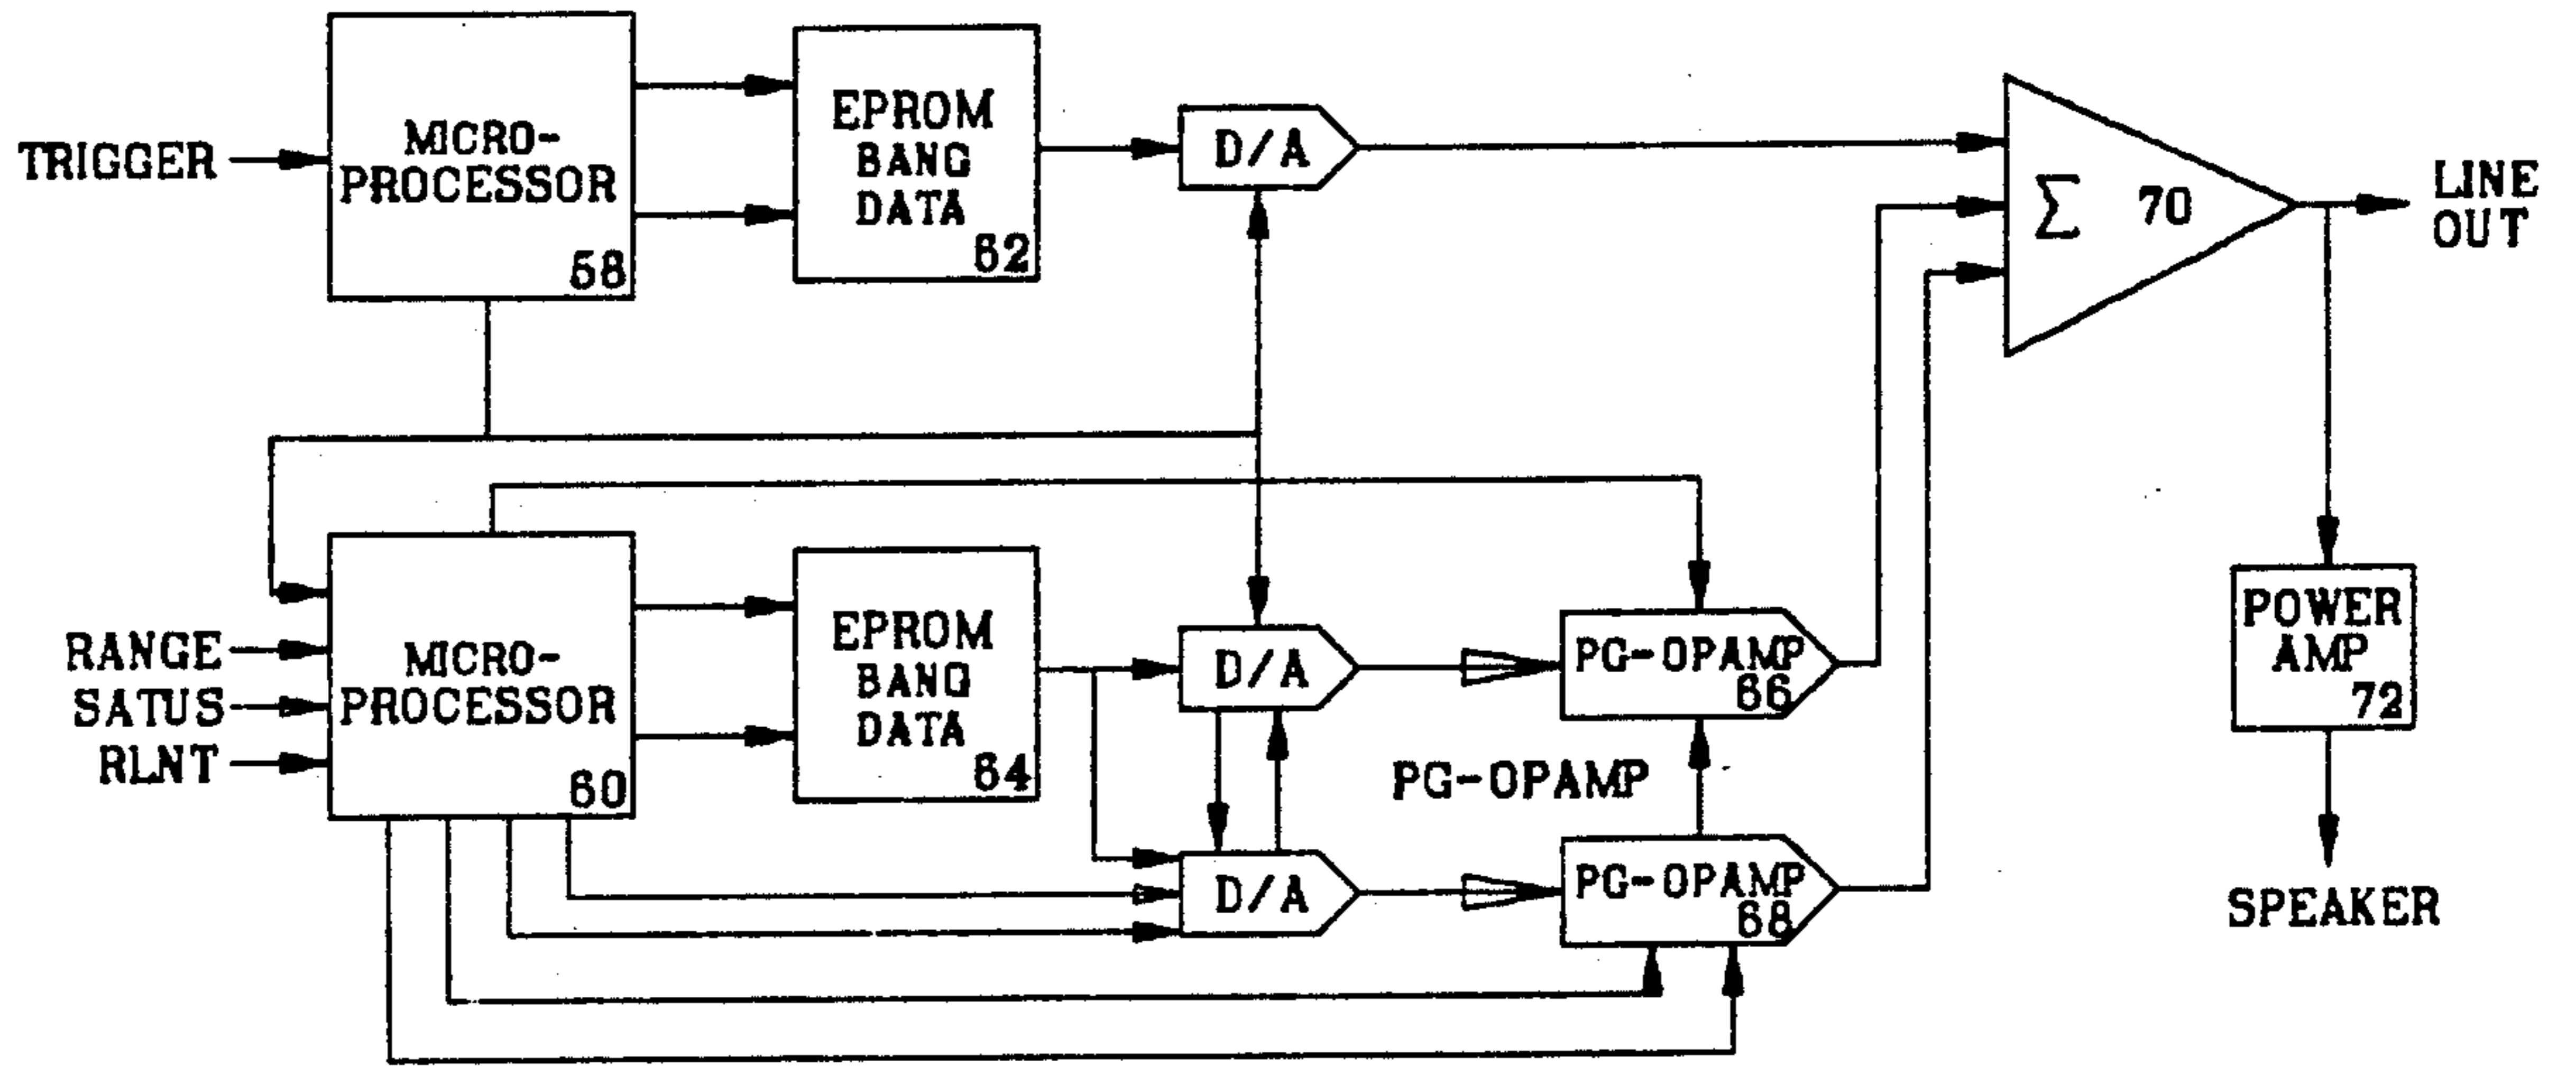 TRIGGER
MICRO-
PROCESSOR
58
EPROM
BANG
DATA
62
D/A
Σ 70
LINE
OUT
RANGE
SATUS
RLNT
MICRO-
PROCESSOR
60
EPROM
BANG
DATA
64
D/A
PG-OPAMP
66
PG-OPAMP
D/A
PG-OPAMP
68
POWER
AMP
72
SPEAKER